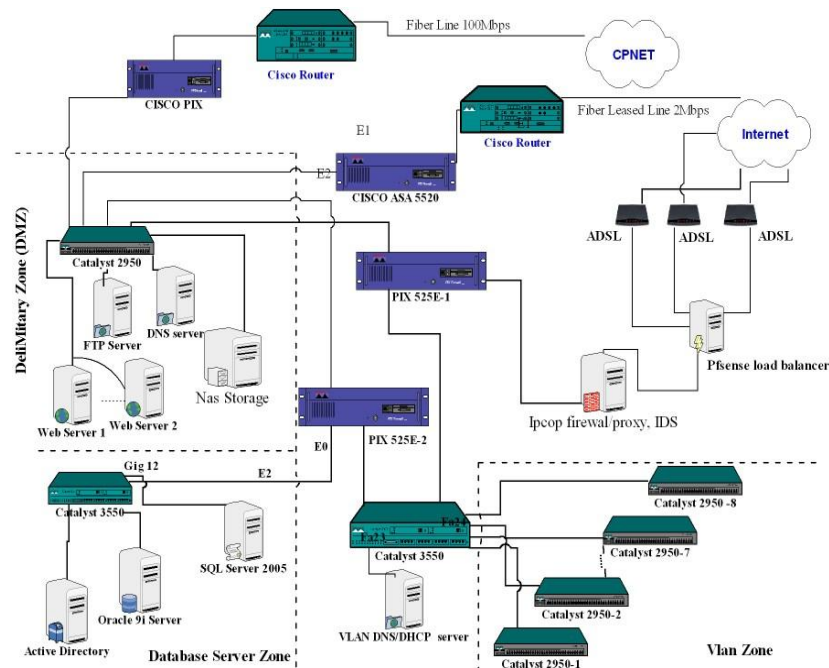 Fiber Line 100Mbps
CPNET
Cisco Router
CISCO PIX
Fiber Leased Line 2Mbps
Internet
Cisco Router
E1
E2
CISCO ASA 5520
ADSL
ADSL
ADSL
DeliMitary Zone (DMZ)
Catalyst 2950
PIX 525E-1
FTP Server
DNS server
Pfsense load balancer
Nas Storage
Web Server 1
Web Server 2
Ipcop firewal/proxy, IDS
PIX 525E-2
E0
Gig 12
E2
Catalyst 3550
SQL Server 2005
Fa24
Fa23
Catalyst 3550
Catalyst 2950 -8
Catalyst 2950-7
Catalyst 2950-2
Catalyst 2950-1
Oracle 9i Server
Active Directory
VLAN DNS/DHCP server
Database Server Zone
Vlan Zone